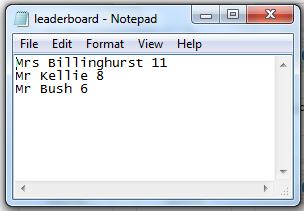 leaderboard - Notepad
File Edit Format View Help
Mrs Billinghurst 11
Mr Kellie 8
Mr Bush 6